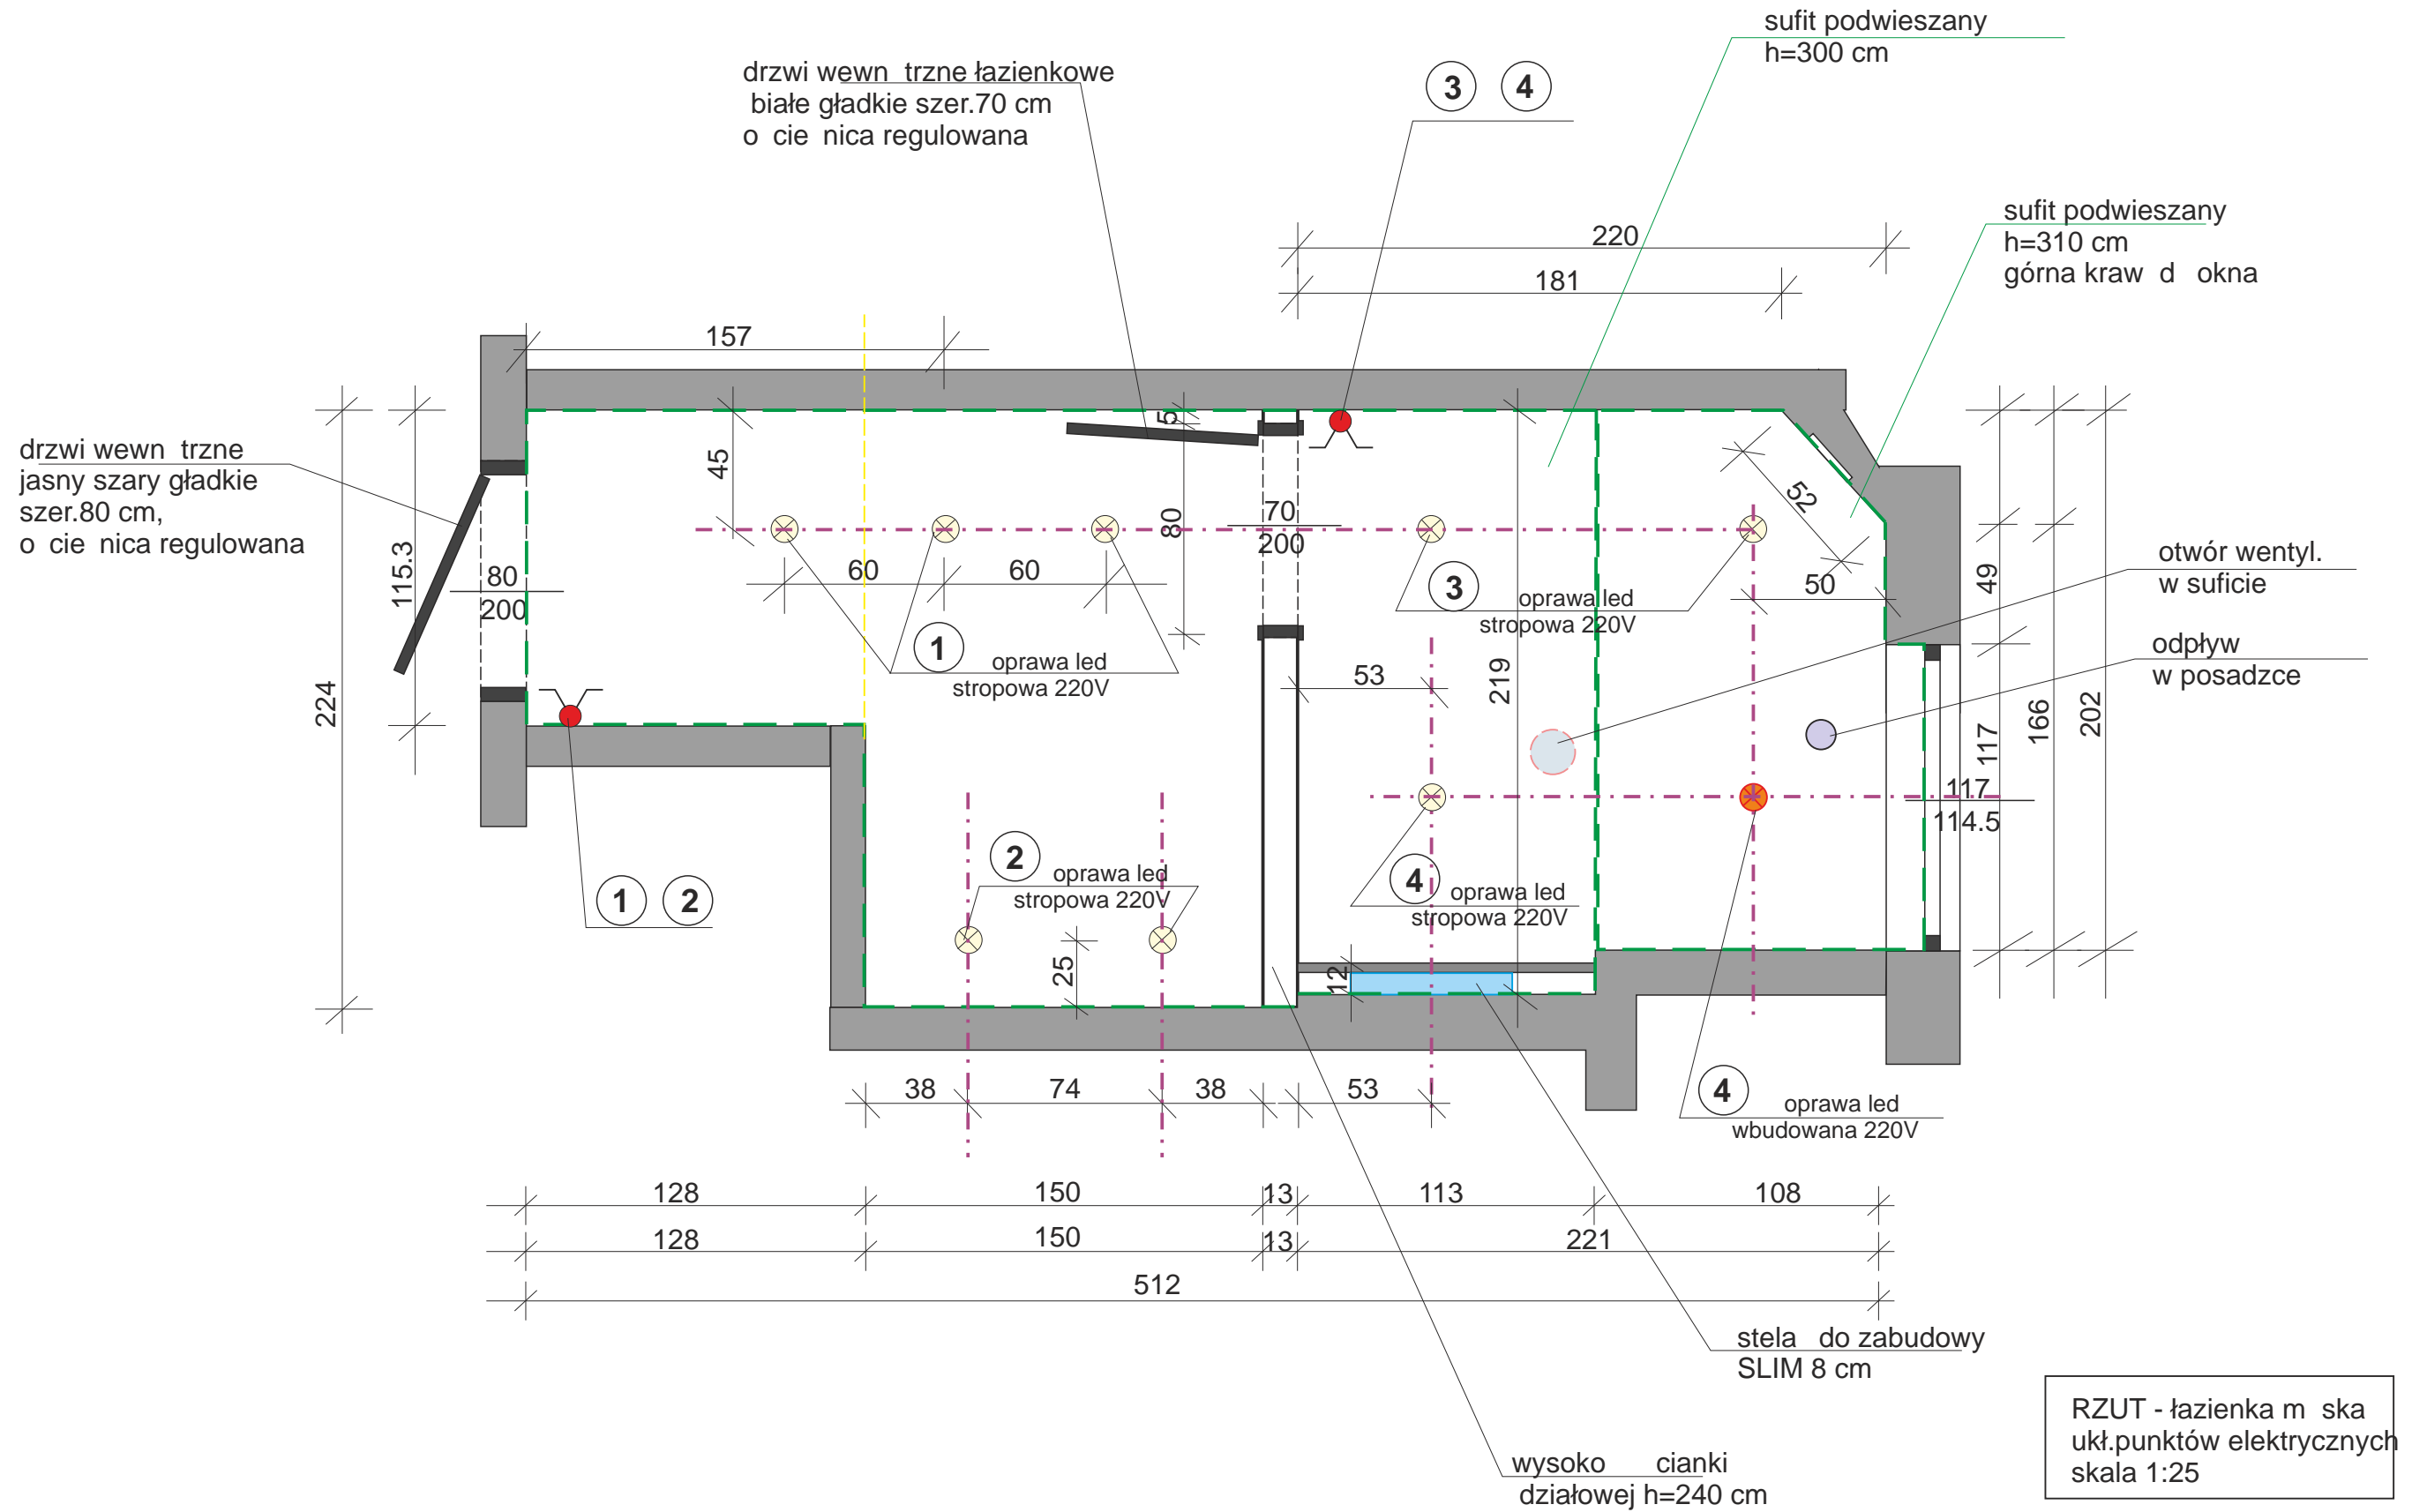 sufit podwieszany
h=300 cm
drzwi wewn trzne łazienkowe
białe gładkie szer.70 cm
o cie nica regulowana
3 4
sufit podwieszany
h=310 cm
górna kraw d okna
220
181
157
drzwi wewn trzne
jasny szary gładkie
szer.80 cm,
o cie nica regulowana
5
45
52
80
70
200
115.3
80
200
60
60
50
49
otwór wentyl.
w suficie
1
oprawa led
stropowa 220V
3
oprawa led
stropowa 220V
odpływ
w posadzce
224
53
219
117
166
202
117
114.5
2
oprawa led
stropowa 220V
4
oprawa led
stropowa 220V
1 2
25
12
38
74
38
53
4
oprawa led
wbudowana 220V
128
150
13
113
108
128
150
13
221
512
stela do zabudowy
SLIM 8 cm
RZUT - łazienka m ska
ukł.punktów elektrycznych
skala 1:25
wysoko cianki
działowej h=240 cm